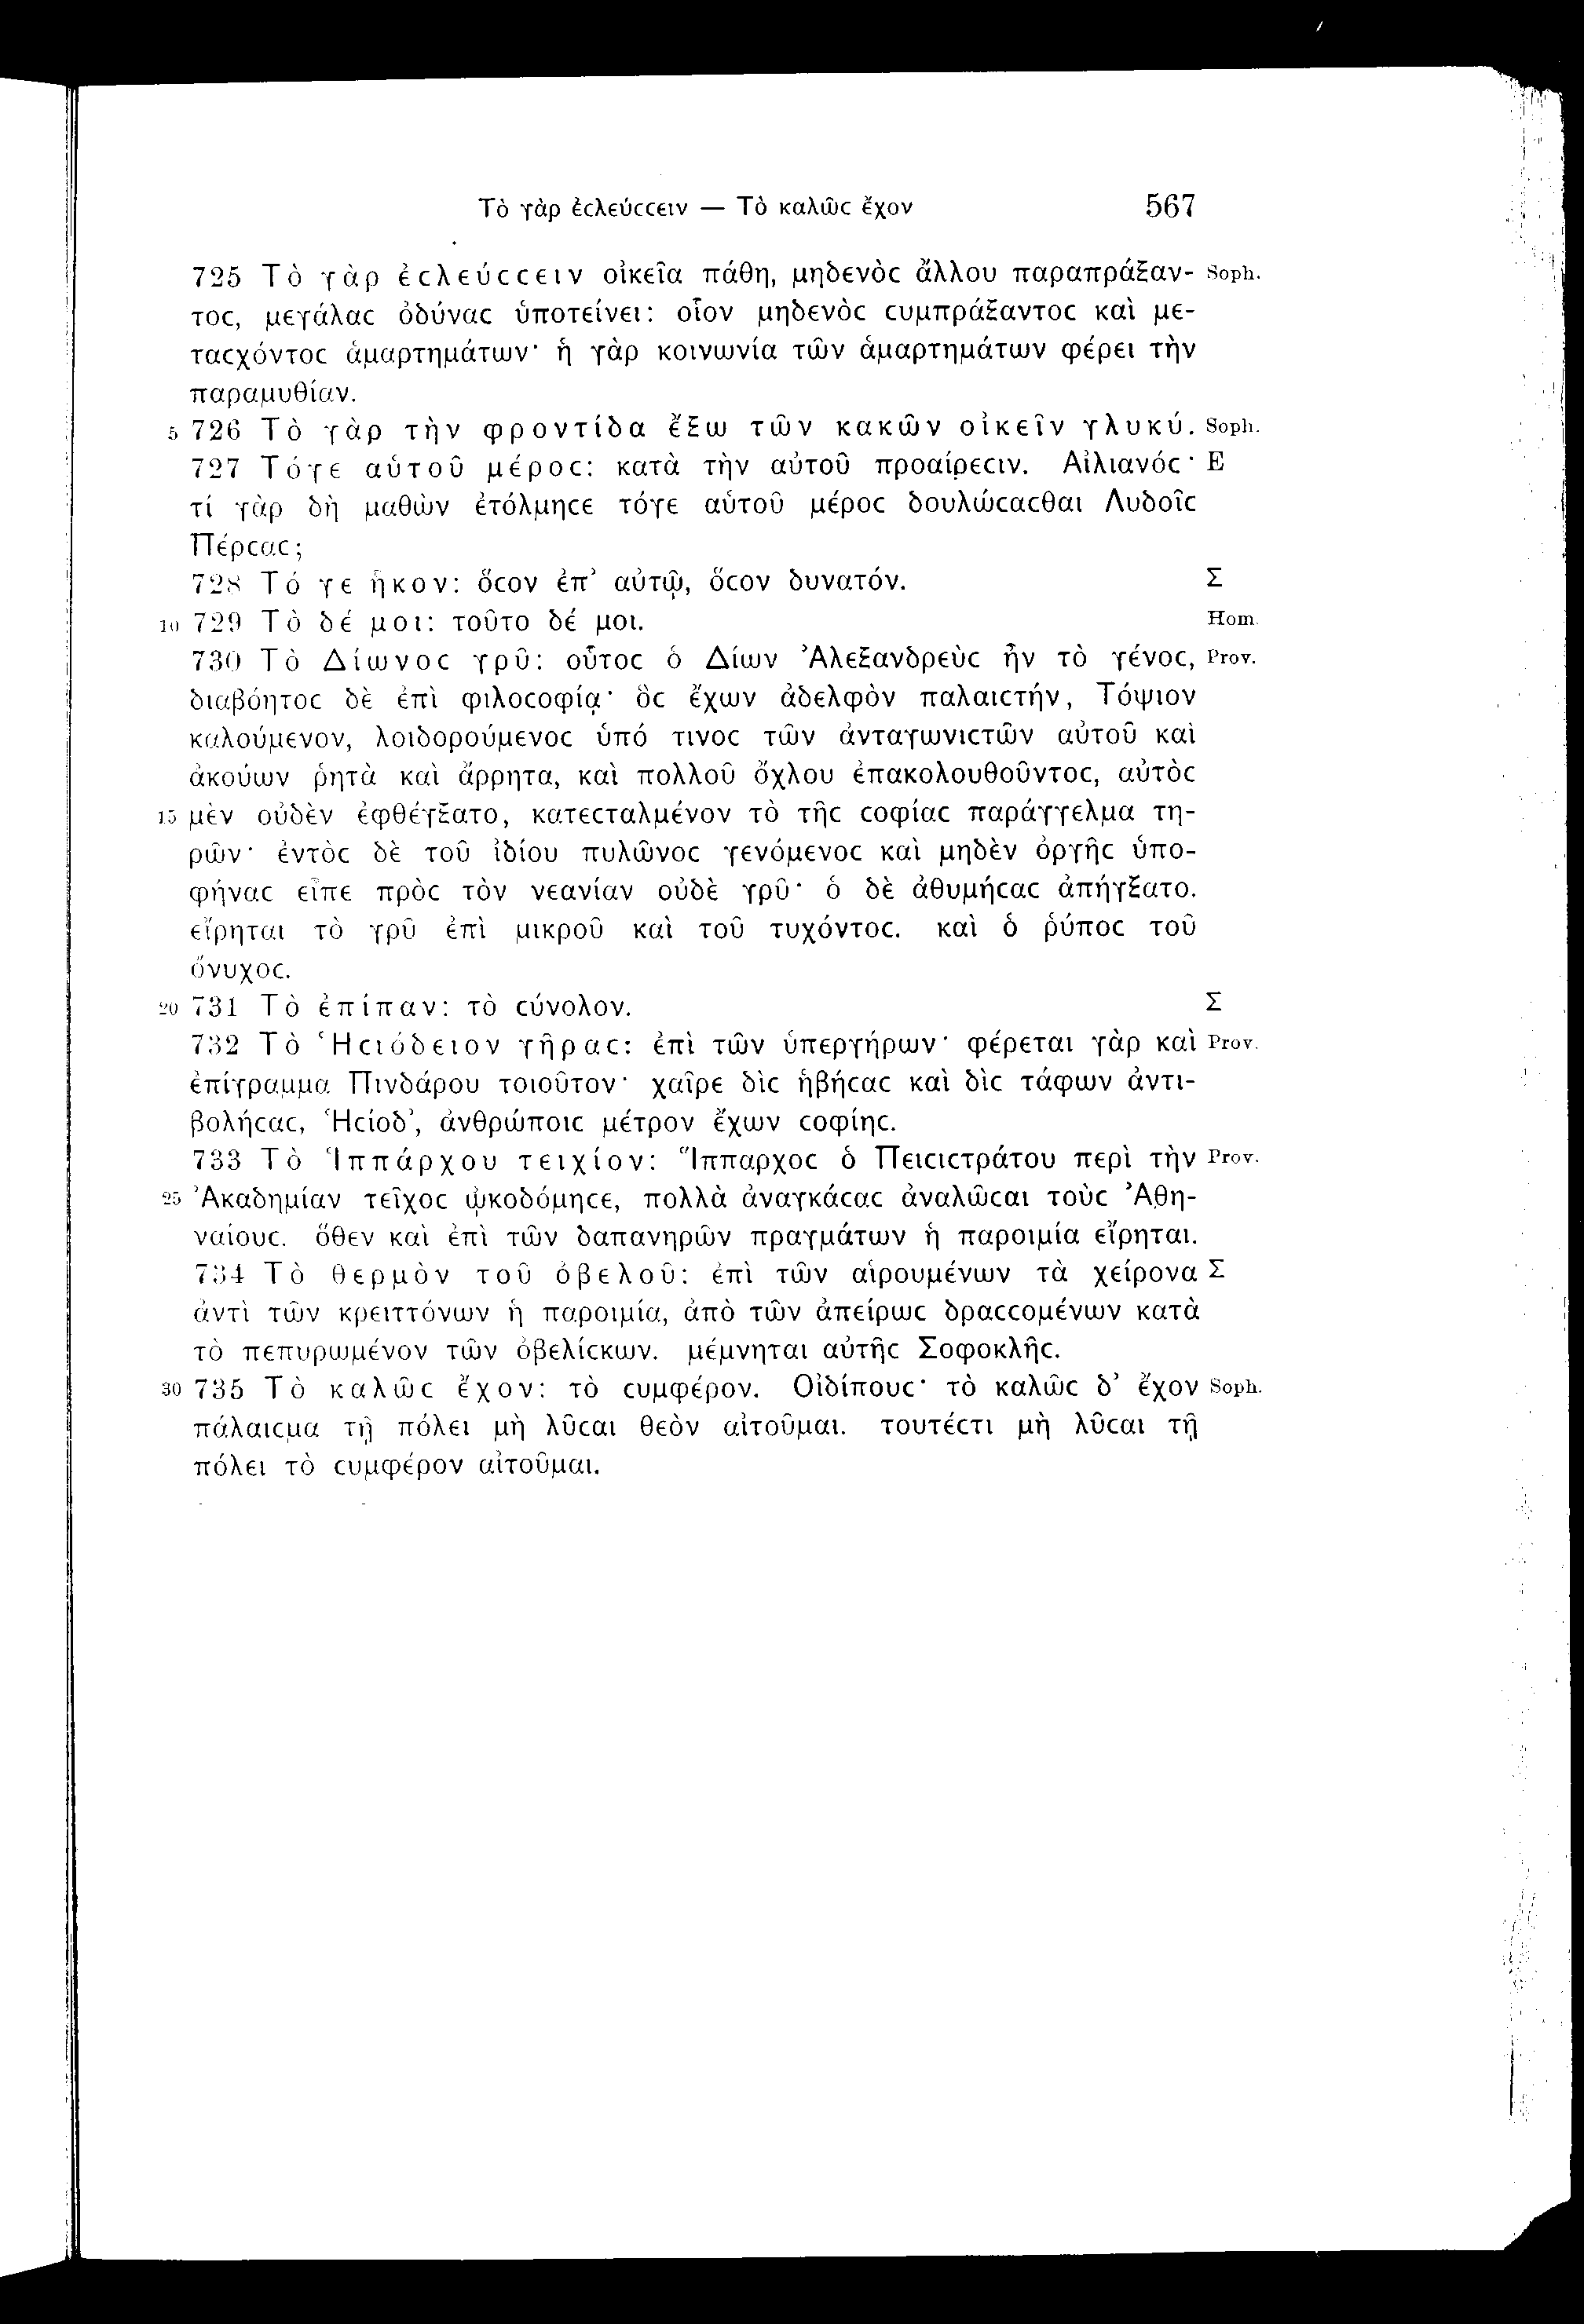 Τὸ γὰρ ἐϲλεύϲϲειν — Τὸ καλῶϲ ἔχον 567
725 Τὸ γὰρ ἐϲλεύϲϲειν οἰκεῖα πάθη, μηδενὸϲ ἄλλου παραπράξαν- Soph.
τοϲ, μεγάλαϲ ὀδύναϲ ὑποτείνει: οἷον μηδενὸϲ ϲυμπράξαντοϲ καὶ με-
ταϲχόντοϲ ἁμαρτημάτων· ἡ γὰρ κοινωνία τῶν ἁμαρτημάτων φέρει τὴν
παραμυθίαν.
5 726 Τὸ γὰρ τὴν φροντίδα ἔξω τῶν κακῶν οἰκεῖν γλυκύ. Soph.
727 Τόγε αὑτοῦ μέροϲ: κατὰ τὴν αὐτοῦ προαίρεϲιν. Αἰλιανόϲ· E
τί γὰρ δὴ μαθὼν ἐτόλμηϲε τόγε αὑτοῦ μέροϲ δουλώϲαϲθαι Λυδοῖϲ
Πέρϲαϲ;
728 Τό γε ἧκον: ὅϲον ἐπ’ αὐτῷ, ὅϲον δυνατόν. Σ
10 729 Τὸ δέ μοι: τοῦτο δέ μοι. Hom.
730 Τὸ Δίωνοϲ γρῦ: οὗτοϲ ὁ Δίων Ἀλεξανδρεὺϲ ἦν τὸ γένοϲ, Prov.
διαβόητοϲ δὲ ἐπὶ φιλοϲοφίᾳ· ὃϲ ἔχων ἀδελφὸν παλαιϲτήν, Τόψιον
καλούμενον, λοιδορούμενοϲ ὑπό τινοϲ τῶν ἀνταγωνιϲτῶν αὐτοῦ καὶ
ἀκούων ῥητὰ καὶ ἄρρητα, καὶ πολλοῦ ὄχλου ἐπακολουθοῦντοϲ, αὐτὸϲ
15 μὲν οὐδὲν ἐφθέγξατο, κατεϲταλμένον τὸ τῆϲ ϲοφίαϲ παράγγελμα τη-
ρῶν· ἐντὸϲ δὲ τοῦ ἰδίου πυλῶνοϲ γενόμενοϲ καὶ μηδὲν ὀργῆϲ ὑπο-
φήναϲ εἶπε πρὸϲ τὸν νεανίαν οὐδὲ γρῦ· ὁ δὲ ἀθυμήϲαϲ ἀπήγξατο.
εἴρηται τὸ γρῦ ἐπὶ μικροῦ καὶ τοῦ τυχόντοϲ. καὶ ὁ ῥύποϲ τοῦ
ὄνυχοϲ.
20 731 Τὸ ἐπίπαν: τὸ ϲύνολον. Σ
732 Τὸ Ἡϲιόδειον γῆραϲ: ἐπὶ τῶν ὑπεργήρων· φέρεται γὰρ καὶ Prov.
ἐπίγραμμα Πινδάρου τοιοῦτον· χαῖρε δὶϲ ἡβήϲαϲ καὶ δὶϲ τάφων ἀντι-
βολήϲαϲ, Ἡϲίοδ’, ἀνθρώποιϲ μέτρον ἔχων ϲοφίηϲ.
733 Τὸ Ἱππάρχου τειχίον: Ἵππαρχοϲ ὁ Πειϲιϲτράτου περὶ τὴν Prov.
25 Ἀκαδημίαν τεῖχοϲ ᾠκοδόμηϲε, πολλὰ ἀναγκάϲαϲ ἀναλῶϲαι τοὺϲ Ἀθη-
ναίουϲ. ὅθεν καὶ ἐπὶ τῶν δαπανηρῶν πραγμάτων ἡ παροιμία εἴρηται.
734 Τὸ θερμὸν τοῦ ὀβελοῦ: ἐπὶ τῶν αἱρουμένων τὰ χείρονα Σ
ἀντὶ τῶν κρειττόνων ἡ παροιμία, ἀπὸ τῶν ἀπείρωϲ δραϲϲομένων κατὰ
τὸ πεπυρωμένον τῶν ὀβελίϲκων. μέμνηται αὐτῆϲ Σοφοκλῆϲ.
30 735 Τὸ καλῶϲ ἔχον: τὸ ϲυμφέρον. Οἰδίπουϲ· τὸ καλῶϲ δ’ ἔχον Soph.
πάλαιϲμα τῇ πόλει μὴ λῦϲαι θεὸν αἰτοῦμαι. τουτέϲτι μὴ λῦϲαι τῇ
πόλει τὸ ϲυμφέρον αἰτοῦμαι.